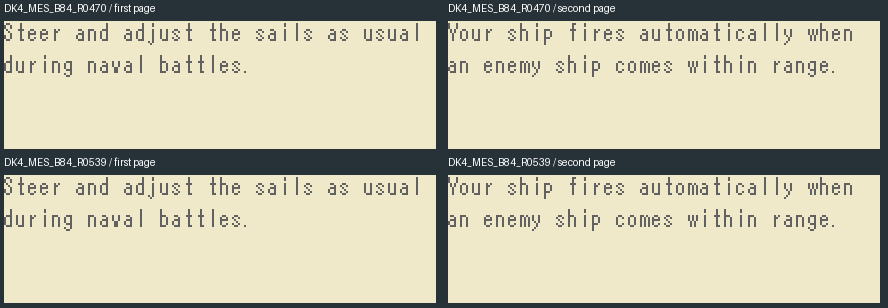 DK4_MES_B84_R0470 / first page
Steer and adjust the sails as usual
during naval battles.
DK4_MES_B84_R0470 / second page
Your ship fires automatically when
an enemy ship comes within range.
DK4_MES_B84_R0539 / first page
Steer and adjust the sails as usual
during naval battles.
DK4_MES_B84_R0539 / second page
Your ship fires automatically when
an enemy ship comes within range.